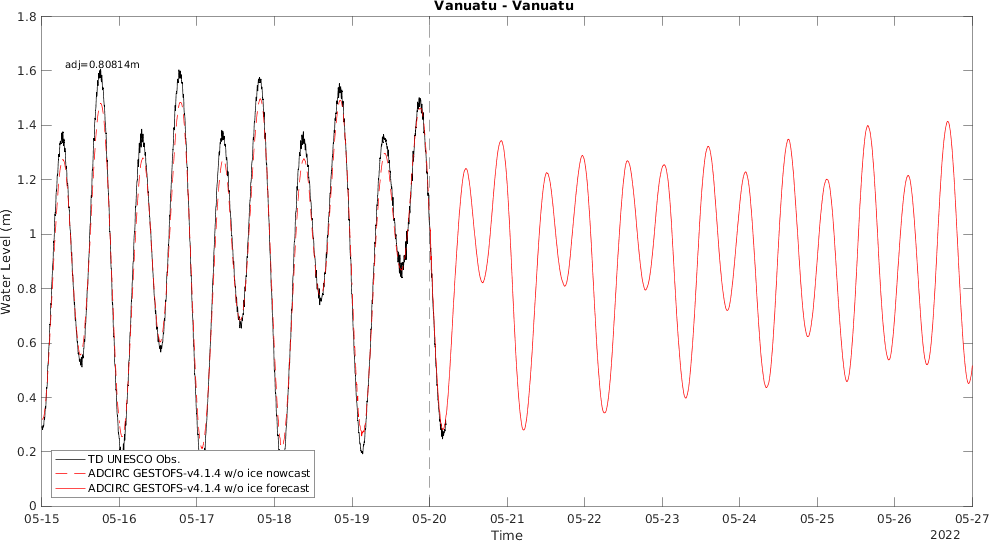 Vanuatu - Vanuatu
adj=0.80814m
1.8
1.6
1.4
1.2
1
0.8
0.6
0.4
0.2
0
Water Level (m)
TD UNESCO Obs.
ADCIRC GESTOFS-v4.1.4 w/o ice nowcast
ADCIRC GESTOFS-v4.1.4 w/o ice forecast
05-15 05-16 05-17 05-18 05-19 05-20 05-21 05-22 05-23 05-24 05-25 05-26 05-27
Time
2022